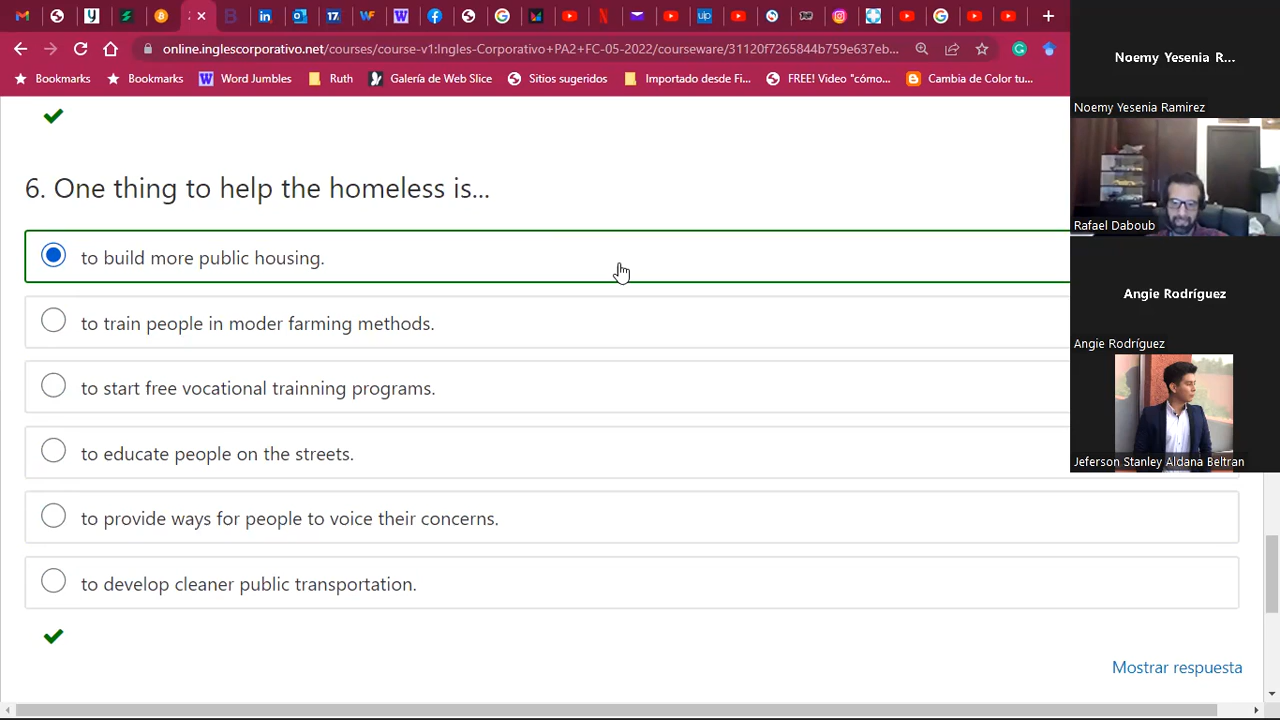 online.inglescorporativo.net/courses/course-v1:Ingles-Corporativo+PA2+FC-05-2022/courseware/31120f7265844b759e637eb...
Bookmarks Bookmarks Word Jumbles Ruth Galería de Web Slice Sitios sugeridos Importado desde Fi... FREE! Video "cómo... Cambia de Color tu...
6. One thing to help the homeless is...
to build more public housing.
to train people in moder farming methods.
to start free vocational trainning programs.
to educate people on the streets.
to provide ways for people to voice their concerns.
to develop cleaner public transportation.
Mostrar respuesta
Noemy Yesenia R...
Noemy Yesenia Ramirez
Rafael Daboub
Angie Rodríguez
Angie Rodríguez
Jeferson Stanley Aldana Beltran